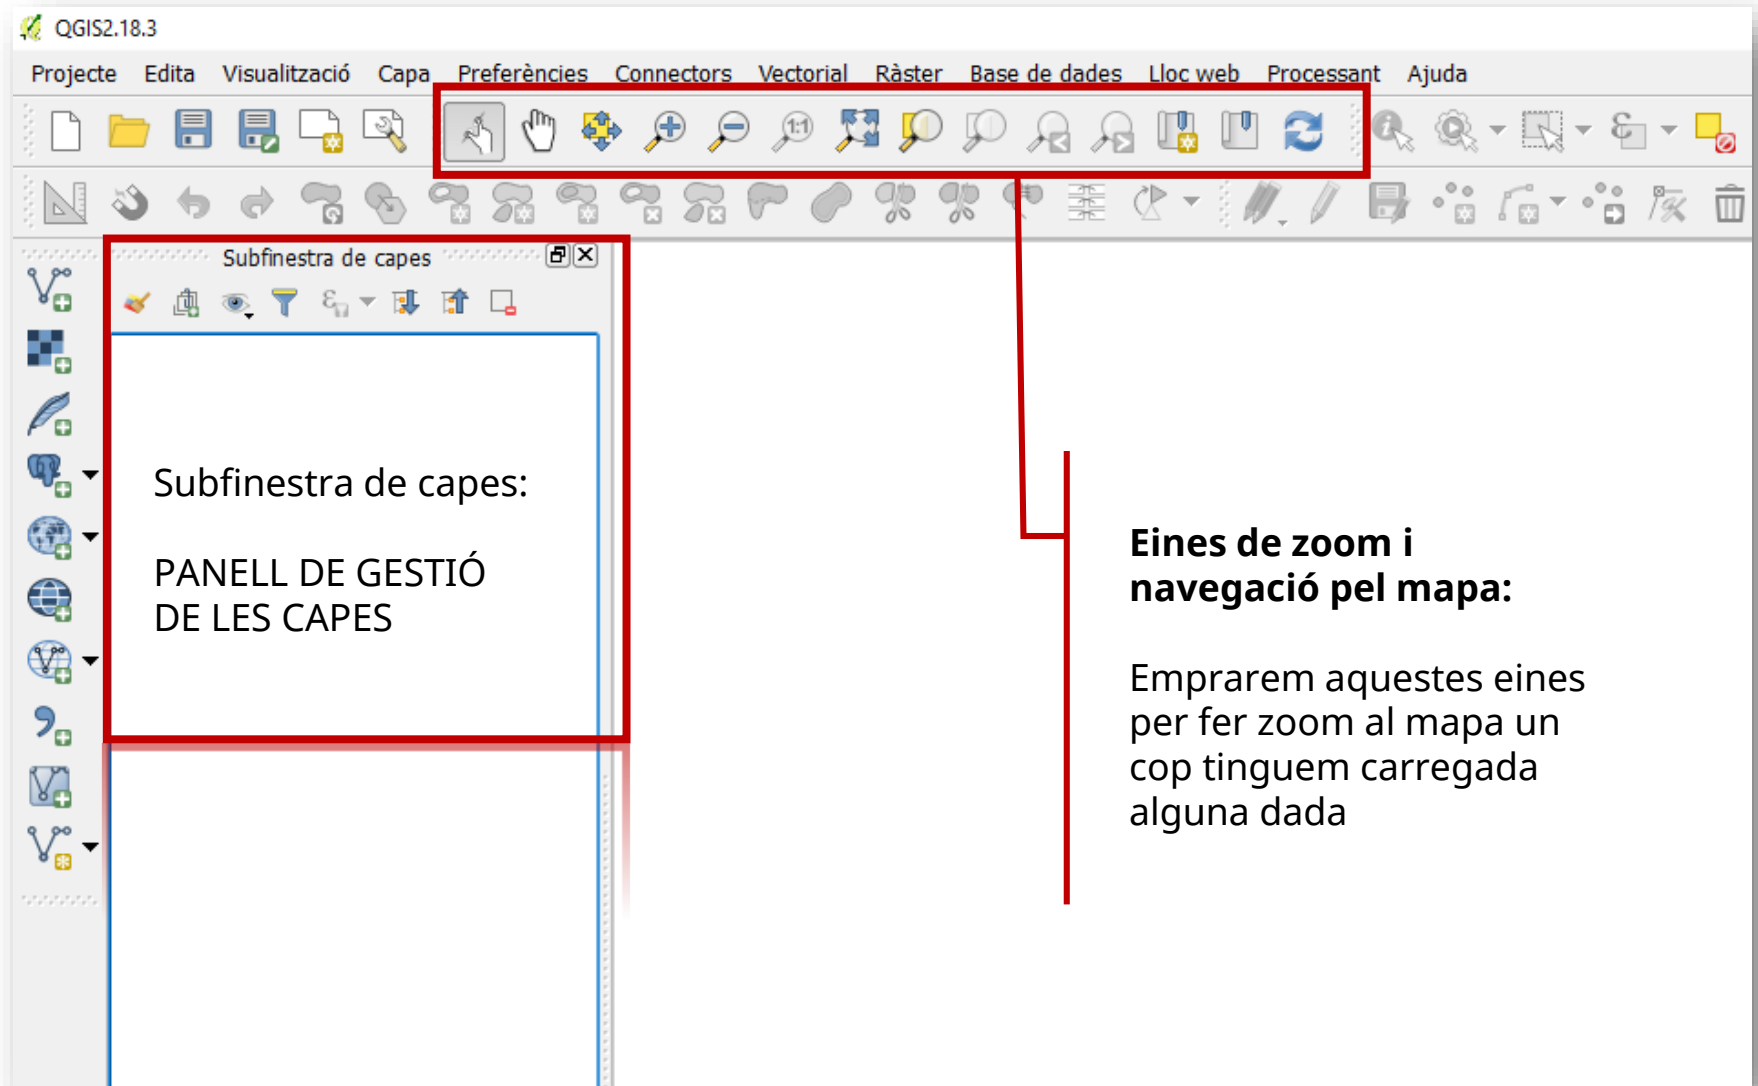 QGIS2.18.3
Projecte Edita Visualització Capa Preferències Connectors Vectorial Ràster Base de dades Lloc web Processant Ajuda
1:1
Subfinestra de capes
Subfinestra de capes:
PANELL DE GESTIÓ
DE LES CAPES
Eines de zoom i
navegació pel mapa:
Emprarem aquestes eines
per fer zoom al mapa un
cop tinguem carregada
alguna dada